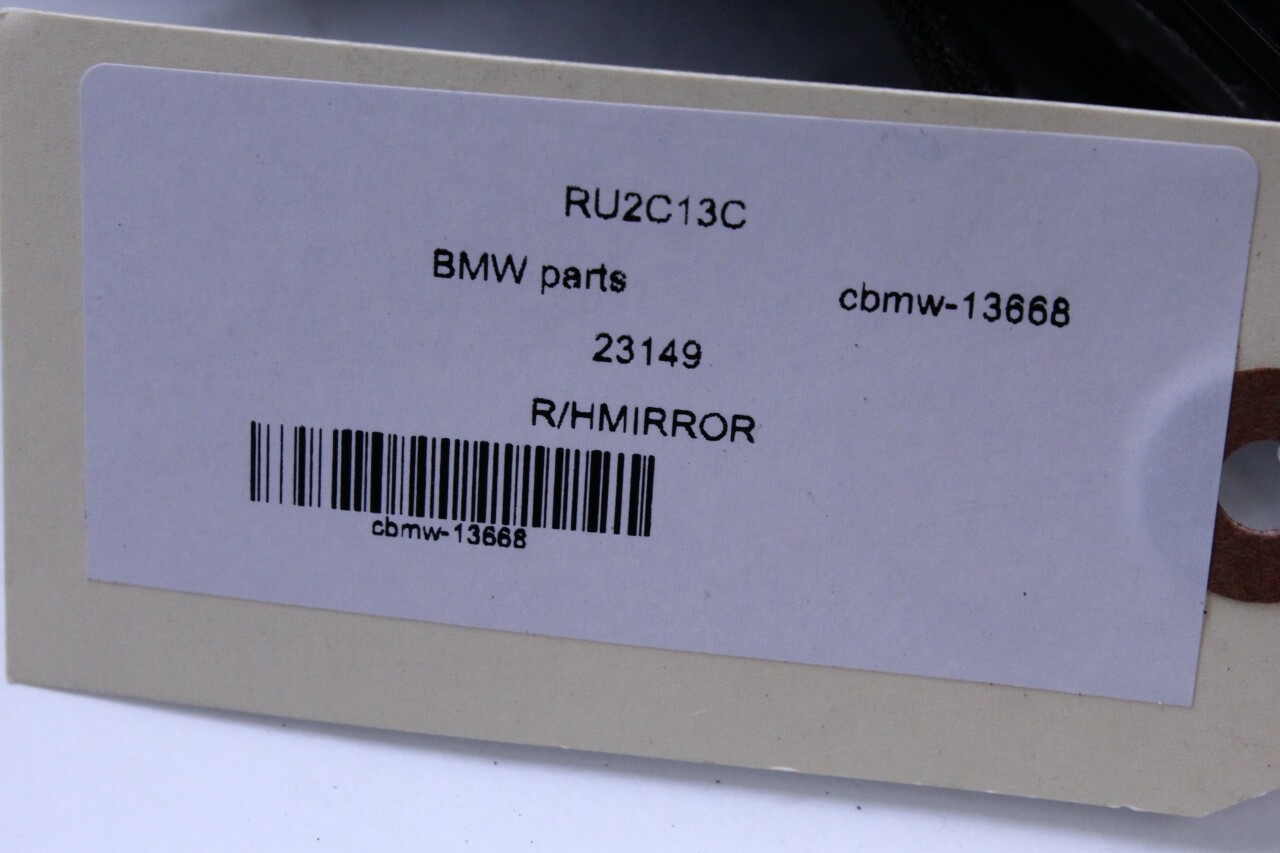 RU2C13C
BMW parts
cbmw-13668
23149
R/HMIRROR
cbmw-13668